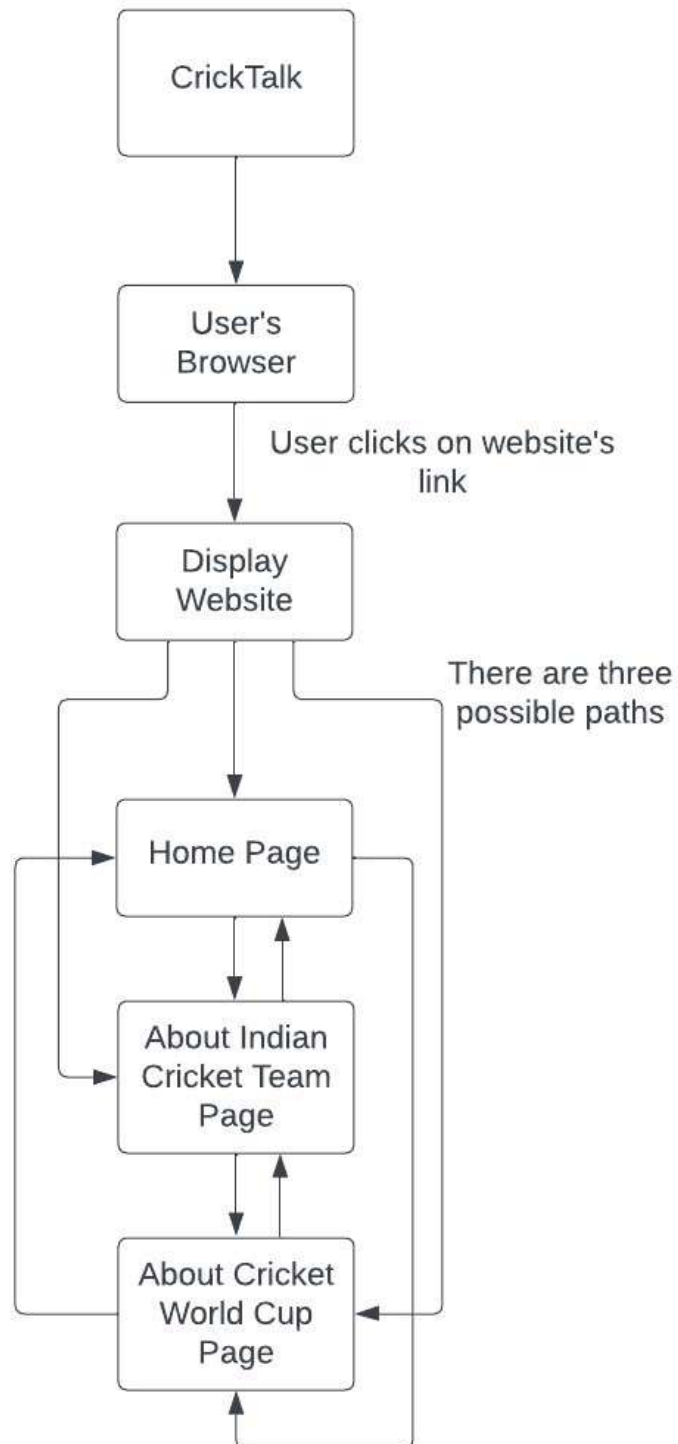 CrickTalk
User's
Browser
User clicks on website's
link
Display
Website
There are three
possible paths
Home Page
About Indian
Cricket Team
Page
About Cricket
World Cup
Page